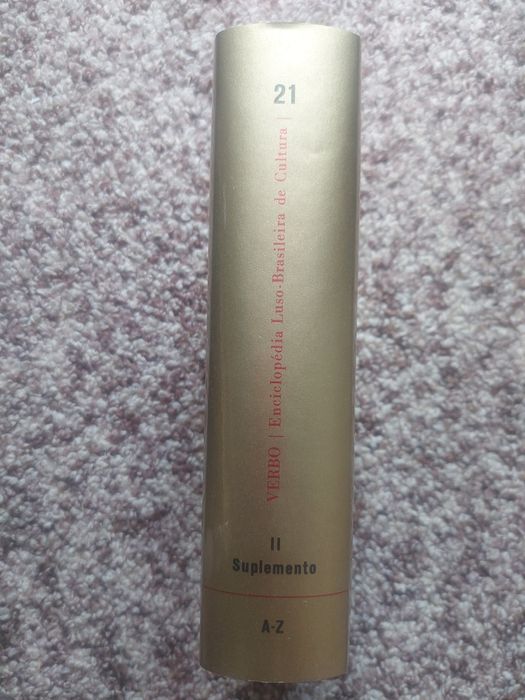 21
VERBO | Enciclopédia Luso-Brasileira de Cultura |
II
Suplemento
A-Z